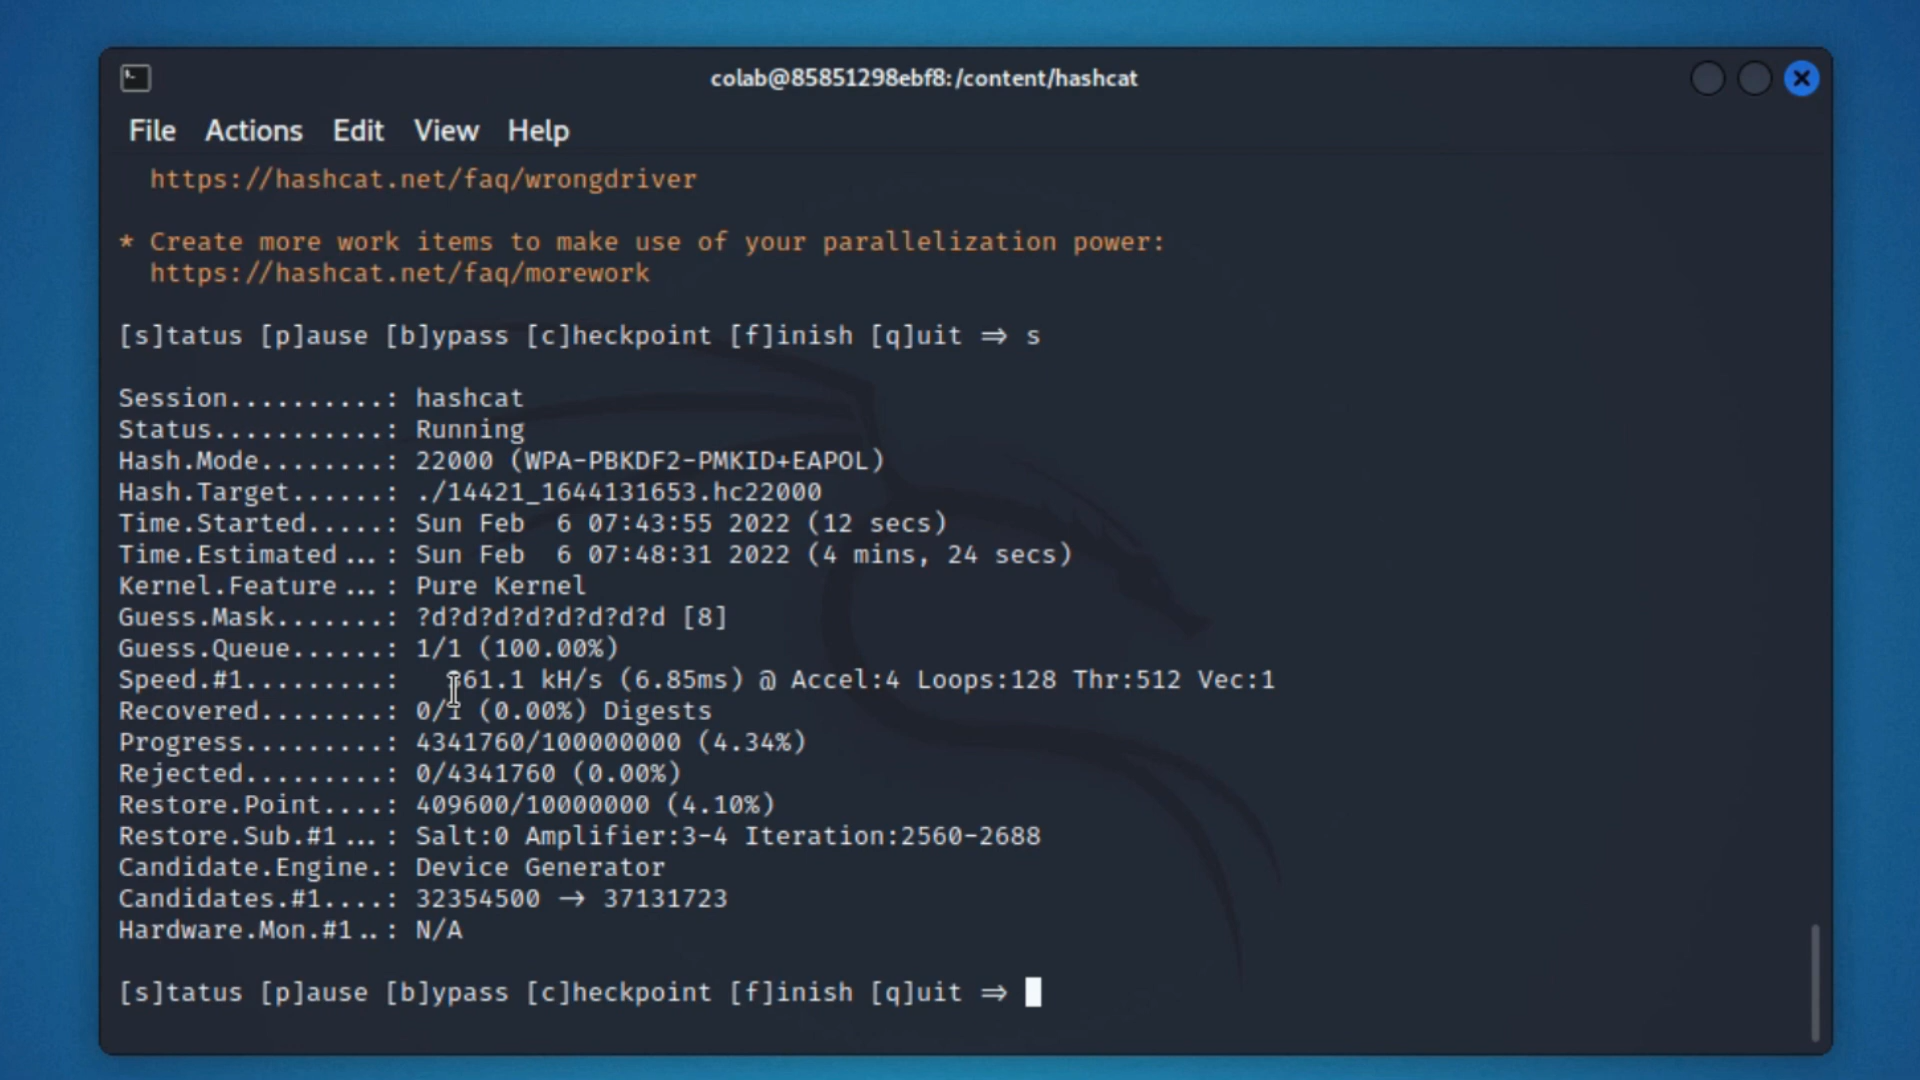 colab@85851298ebf8:/content/hashcat
File Actions Edit View Help
https://hashcat.net/faq/wrongdriver
* Create more work items to make use of your parallelization power:
https://hashcat.net/faq/morework
[s]tatus [p]ause [b]ypass [c]heckpoint [f]inish [q]uit ⇒ s
Session..........: hashcat
Status...........: Running
Hash.Mode........: 22000 (WPA-PBKDF2-PMKID+EAPOL)
Hash.Target......: ./14421_1644131653.hc22000
Time.Started.....: Sun Feb  6 07:43:55 2022 (12 secs)
Time.Estimated...: Sun Feb  6 07:48:31 2022 (4 mins, 24 secs)
Kernel.Feature...: Pure Kernel
Guess.Mask.......: ?d?d?d?d?d?d?d?d [8]
Guess.Queue......: 1/1 (100.00%)
Speed.#1.........: kH/s (6.85ms) @ Accel:4 Loops:128 Thr:512 Vec:1
Recovered........: 0/1 (0.00%) Digests
Progress.........: 4341760/100000000 (4.34%)
Rejected.........: 0/4341760 (0.00%)
Restore.Point....: 409600/10000000 (4.10%)
Restore.Sub.#1...: Salt:0 Amplifier:3-4 Iteration:2560-2688
Candidate.Engine.: Device Generator
Candidates.#1....: 32354500 → 37131723
Hardware.Mon.#1..: N/A
[s]tatus [p]ause [b]ypass [c]heckpoint [f]inish [q]uit ⇒